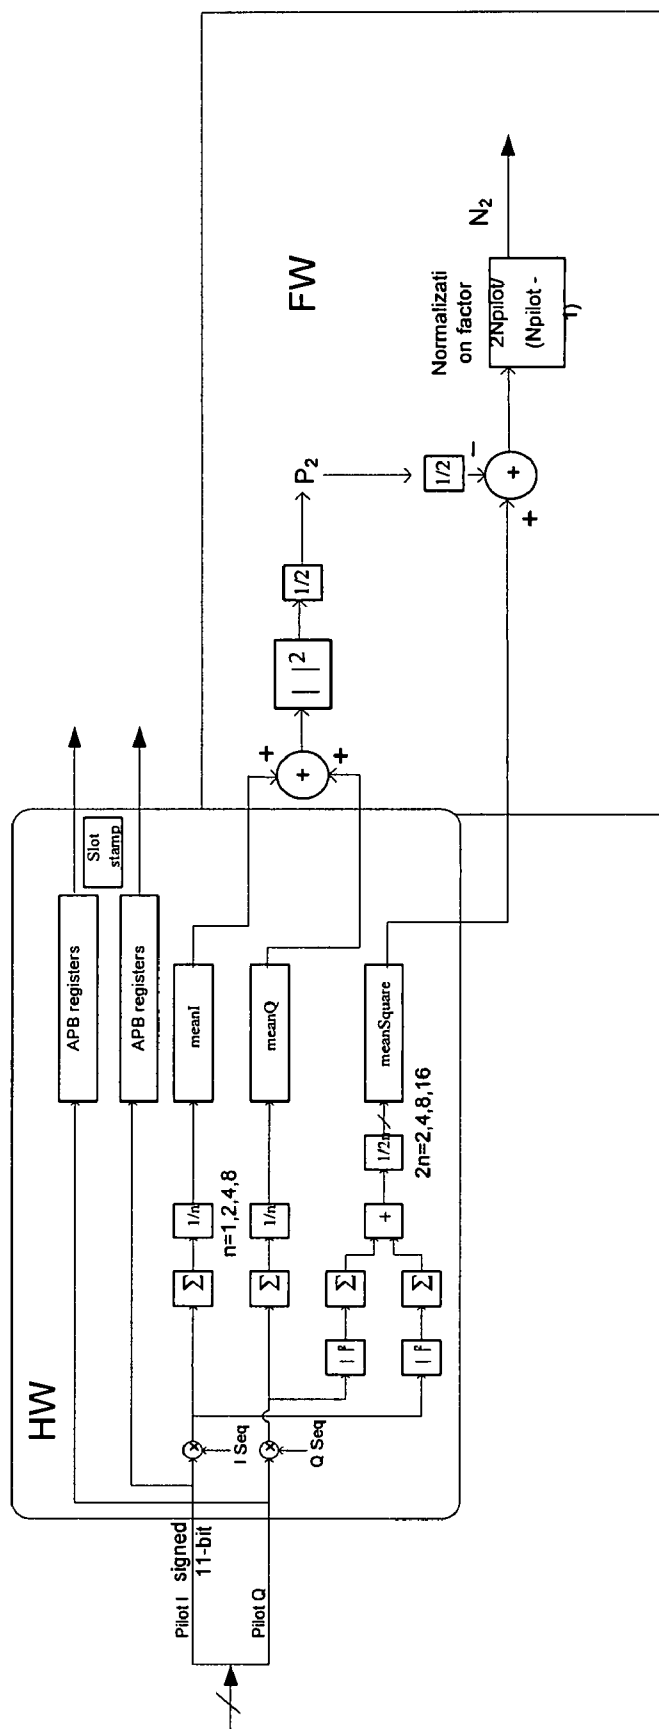 HW
FW
Pilot I signed
11-bit
Pilot Q
I Seq
Q Seq
×
×
APB registers
APB registers
Slot
stamp
Σ
1/n
n=1,2,4,8
meanI
Σ
1/n
meanQ
Σ
Σ
+
1/2n
2n=2,4,8,16
meanSquare
+
+
+
| |²
1/2
P₂
1/2
−
+
+
Normalizati
on factor
2Npilot/
(Npilot -
1)
N₂